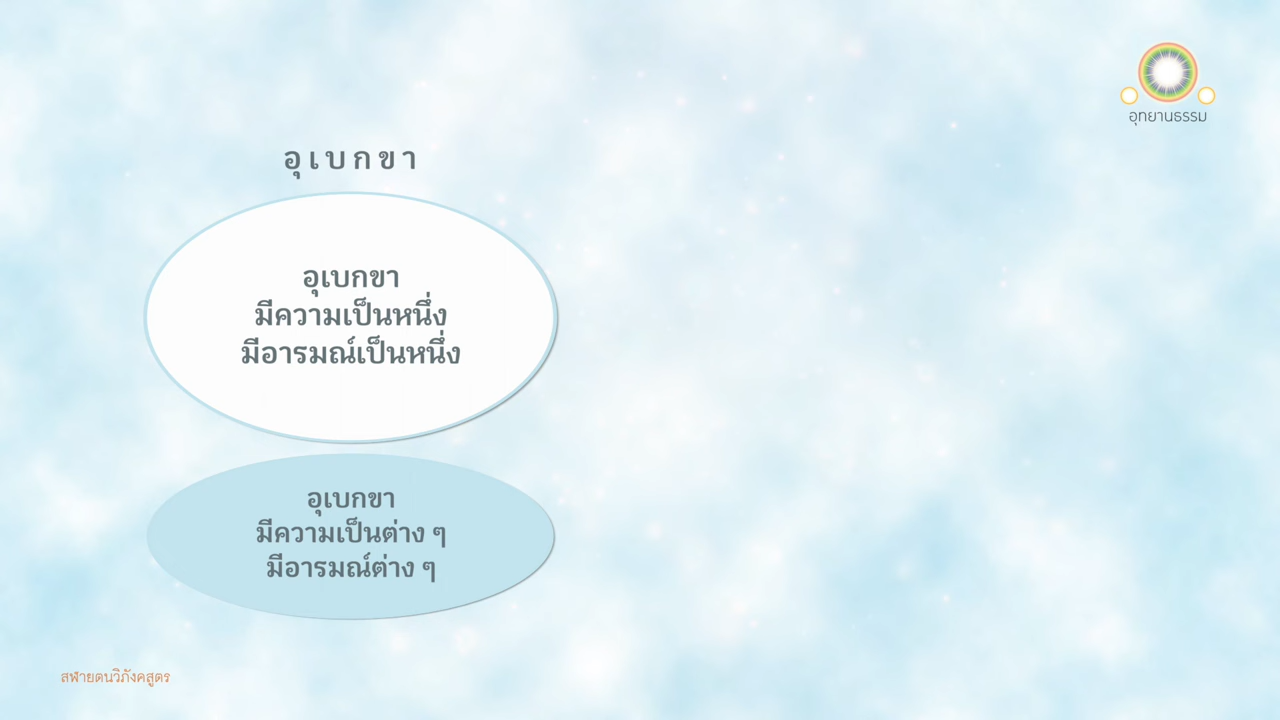 อุทยานธรรม
อุเบกขา
อุเบกขา
มีความเป็นหนึ่ง
มีอารมณ์เป็นหนึ่ง
อุเบกขา
มีความเป็นต่าง ๆ
มีอารมณ์ต่าง ๆ
สฬายตนวิภังคสูตร